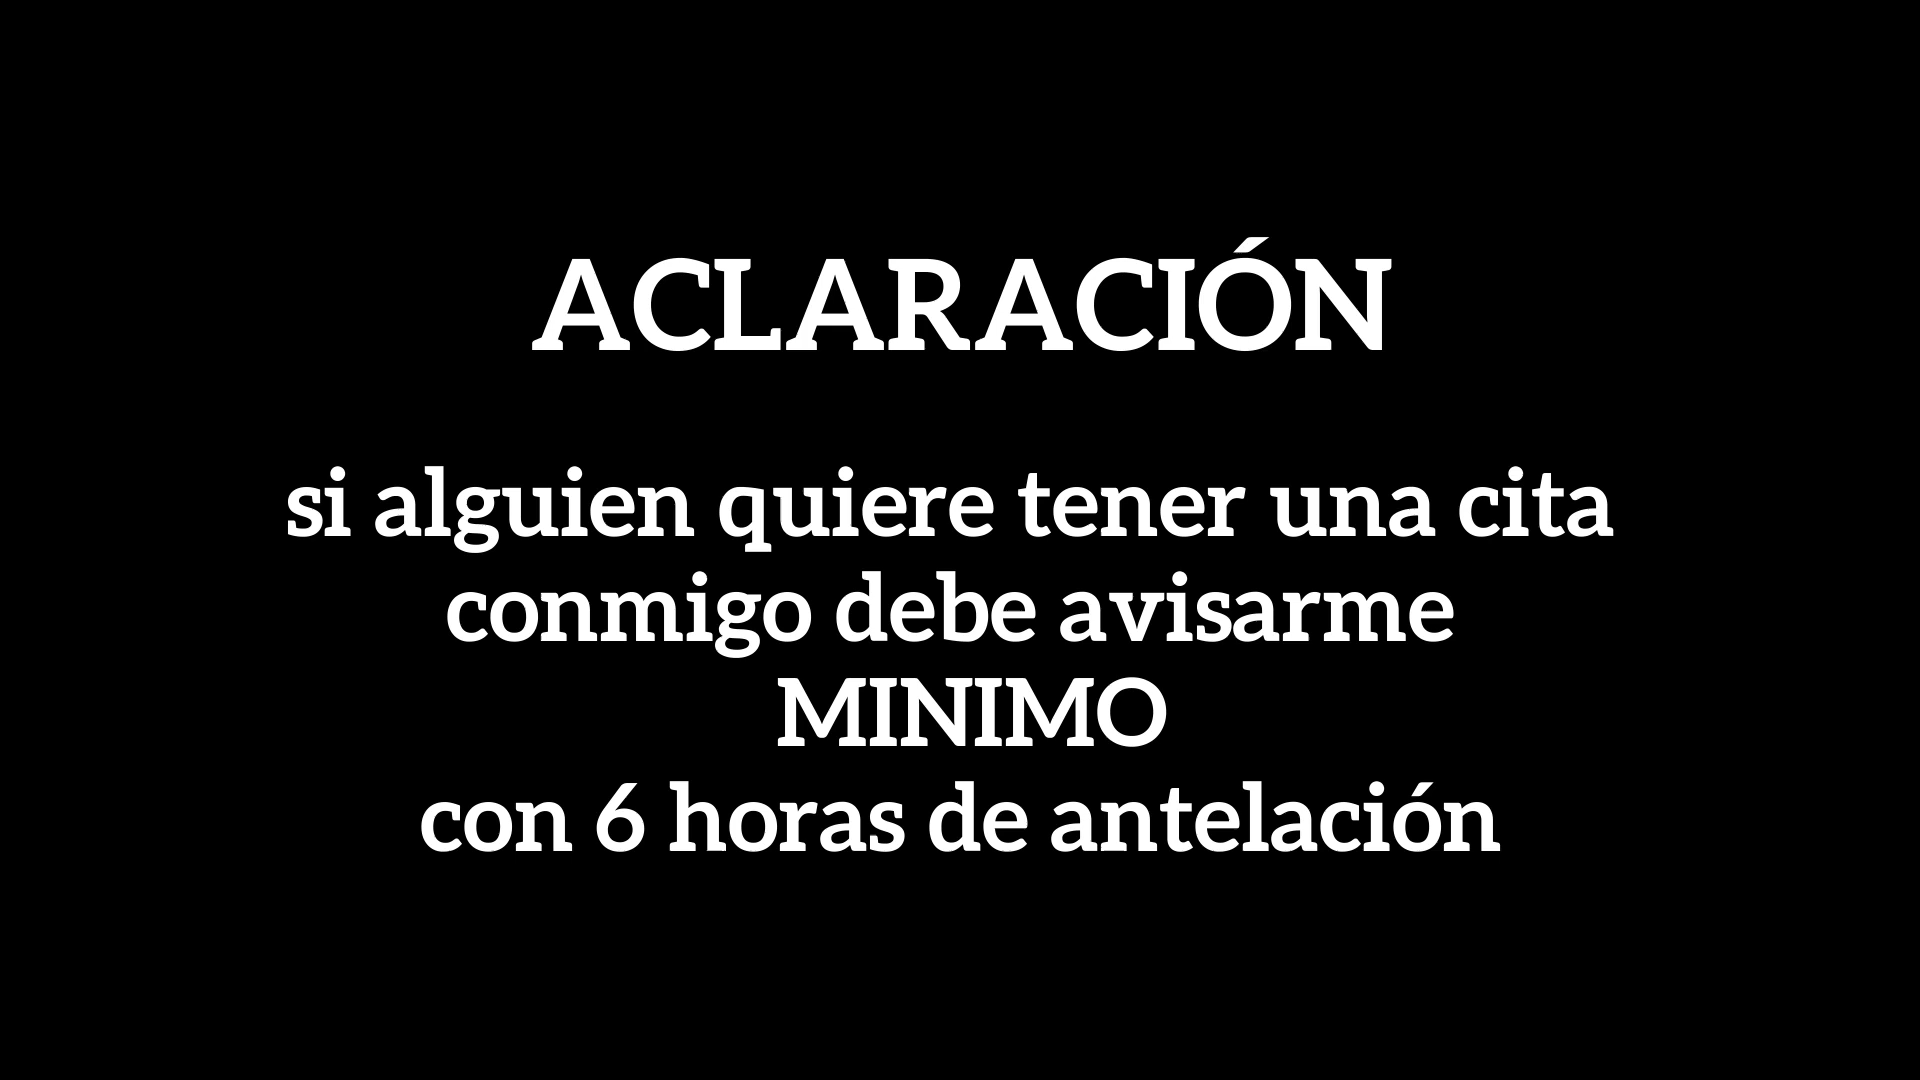 ACLARACIÓN
si alguien quiere tener una cita
conmigo debe avisarme
MINIMO
con 6 horas de antelación